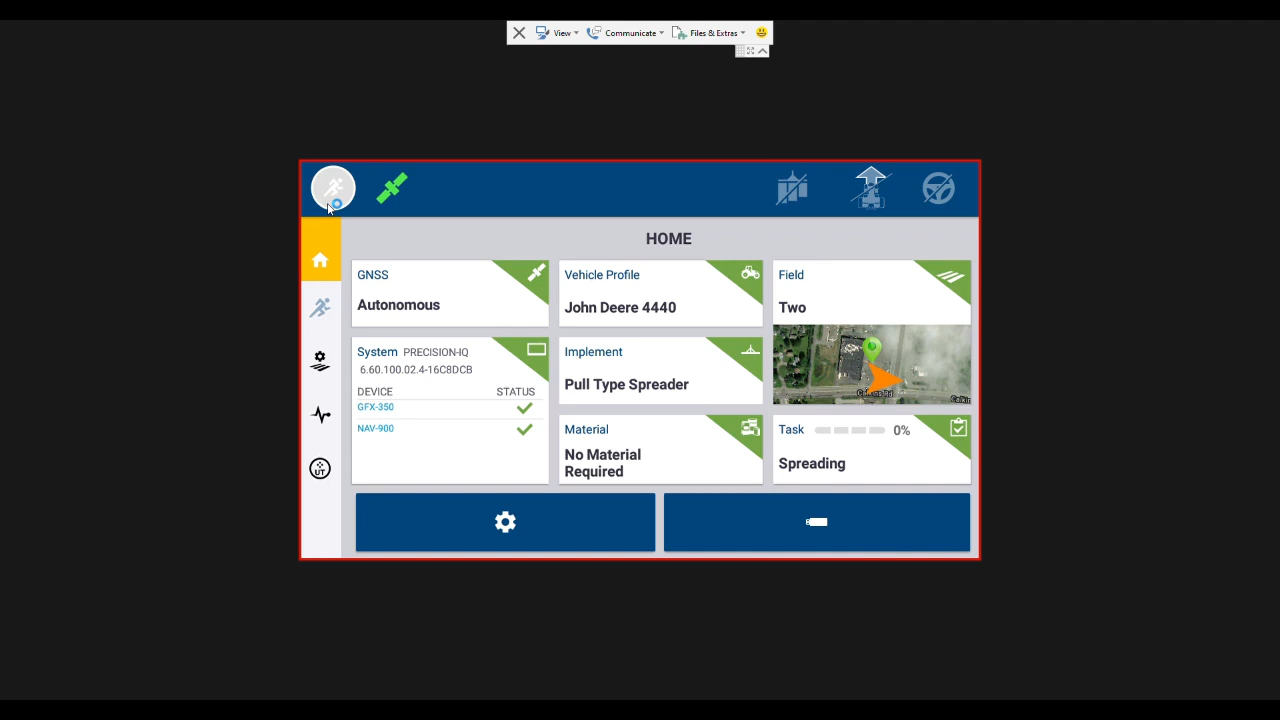 View Communicate Files & Extras
HOME
GNSS
Autonomous
Vehicle Profile
John Deere 4440
Field
Two
System PRECISION-IQ
6.60.100.02.4-16C8DCB
DEVICE STATUS
GFX-350
NAV-900
Implement
Pull Type Spreader
Material
No Material
Required
Task 0%
Spreading
UT